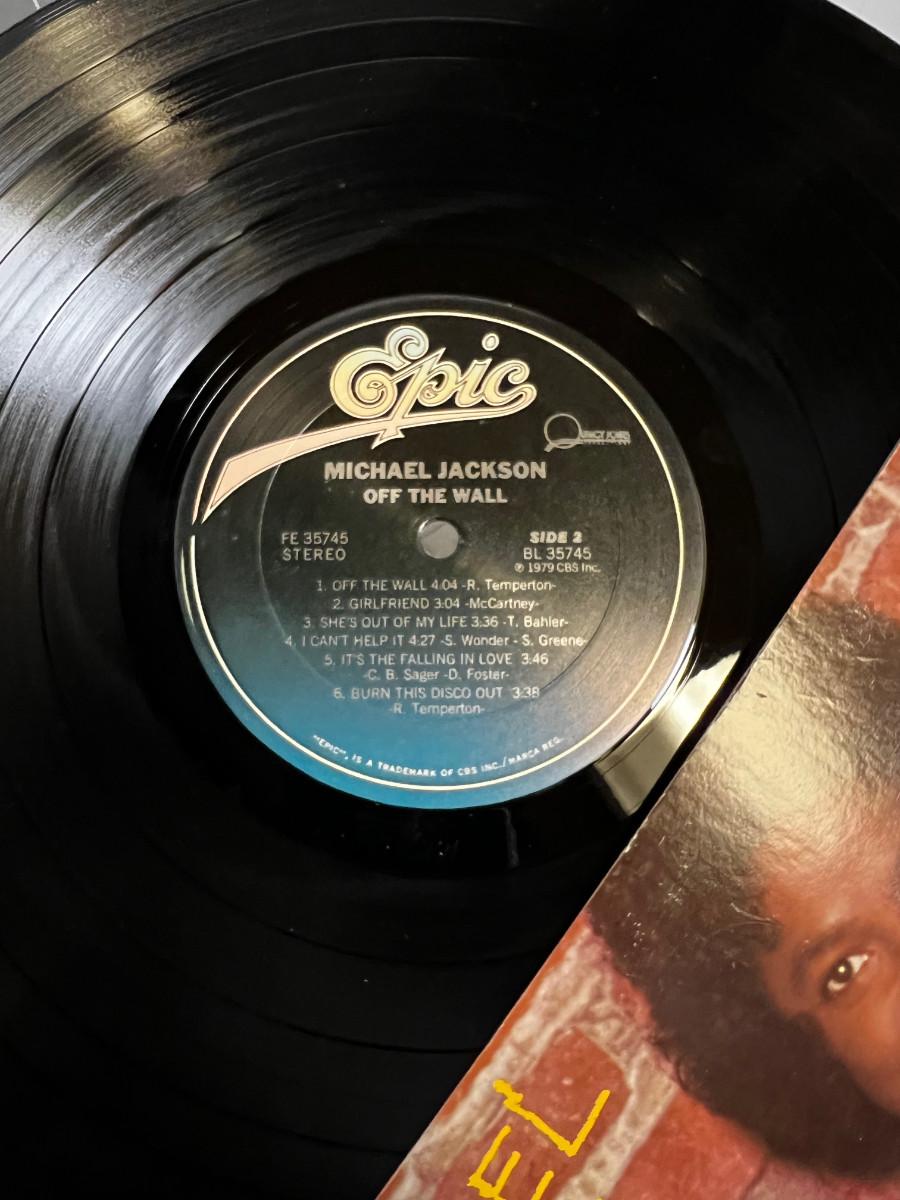 Epic
QUINCY JONES
MICHAEL JACKSON
OFF THE WALL
FE 35745
STEREO
SIDE 2
BL 35745
℗ 1979 CBS Inc.
1. OFF THE WALL 4:04 -R. Temperton-
2. GIRLFRIEND 3:04 -McCartney-
3. SHE'S OUT OF MY LIFE 3:36 -T. Bahler-
4. I CAN'T HELP IT 4:27 -S. Wonder - S. Greene-
5. IT'S THE FALLING IN LOVE 3:46
-C. B. Sager -D. Foster-
6. BURN THIS DISCO OUT 3:38
-R. Temperton-
"EPIC", IS A TRADEMARK OF CBS INC./MARCA REG.
EL